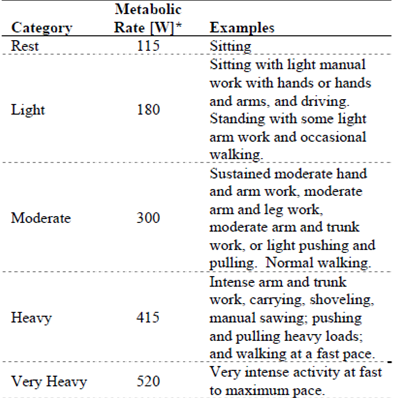 Metabolic
Category Rate [W]* Examples
Rest 115 Sitting
Sitting with light manual
work with hands or hands
and arms, and driving.
Light 180 Standing with some light
arm work and occasional
walking.
Sustained moderate hand
and arm work, moderate
arm and leg work,
Moderate 300 moderate arm and trunk
work, or light pushing and
pulling. Normal walking.
Intense arm and trunk
work, carrying, shoveling,
Heavy 415 manual sawing; pushing
and pulling heavy loads;
and walking at a fast pace.
Very Heavy 520 Very intense activity at fast
to maximum pace.